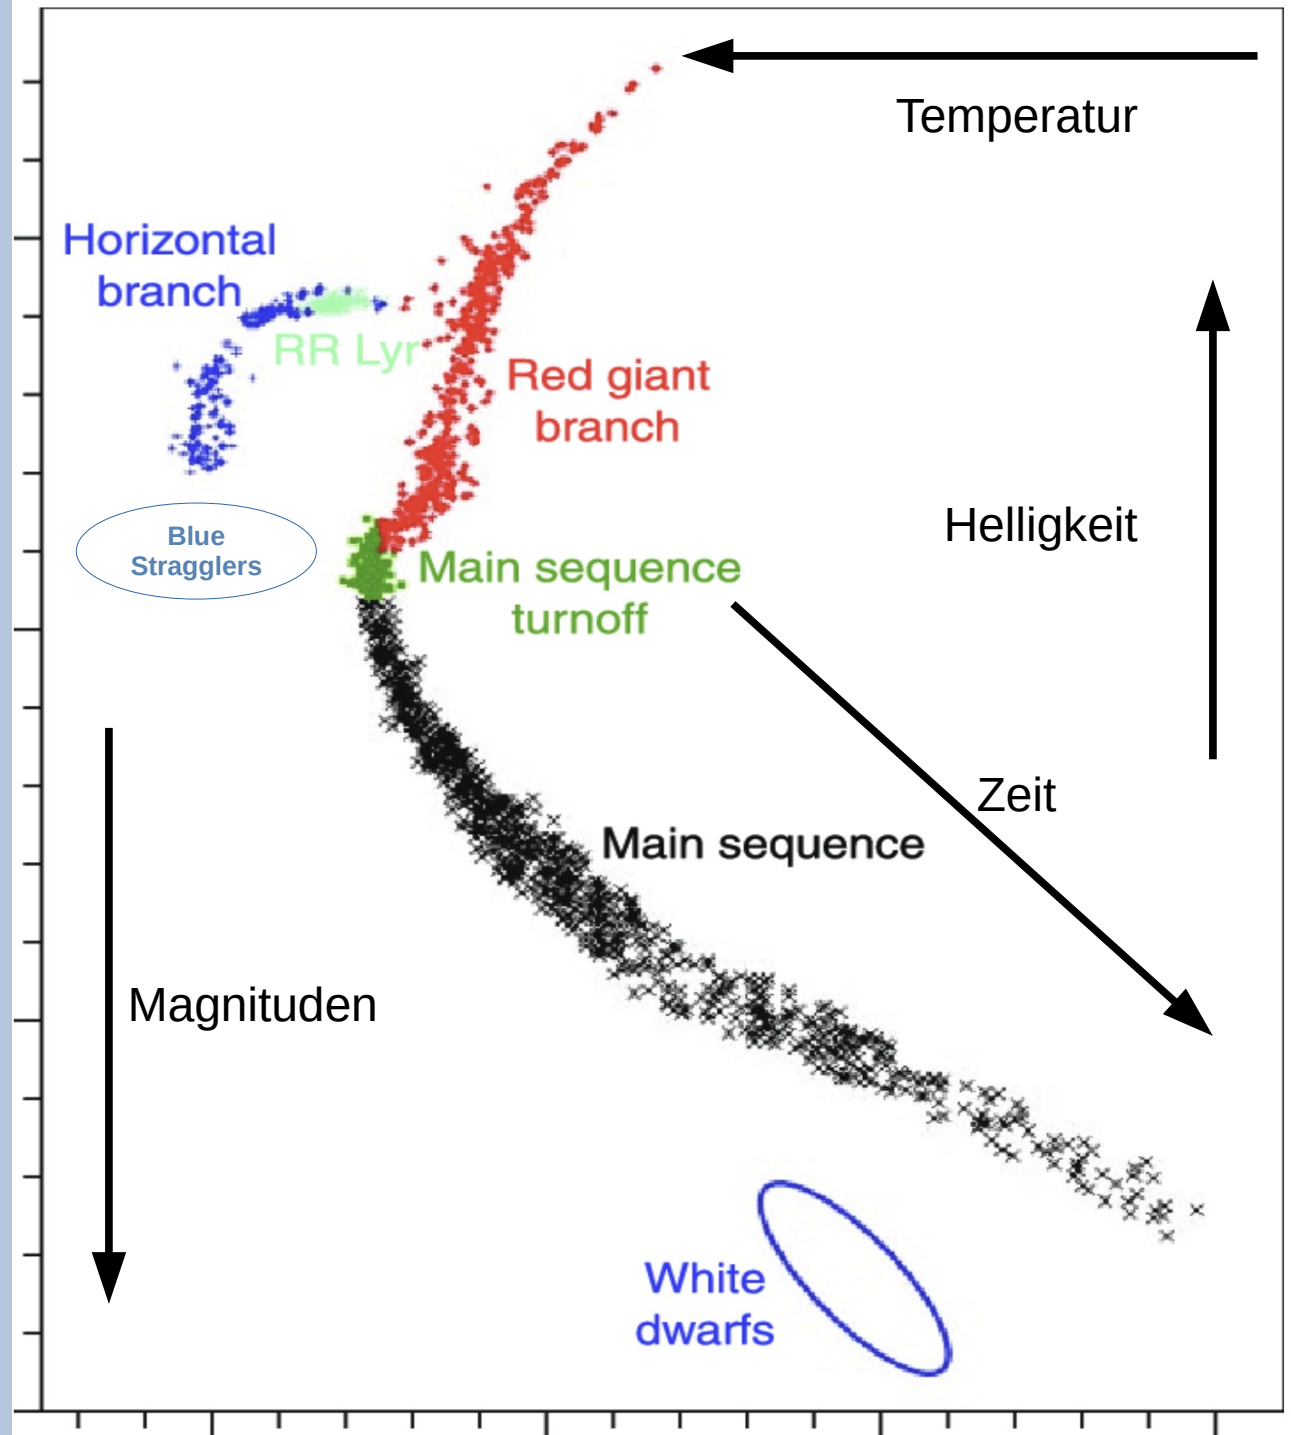 Temperatur
Horizontal
branch
RR Lyr
Red giant
branch
Helligkeit
Blue
Stragglers
Main sequence
turnoff
Zeit
Main sequence
Magnituden
White
dwarfs